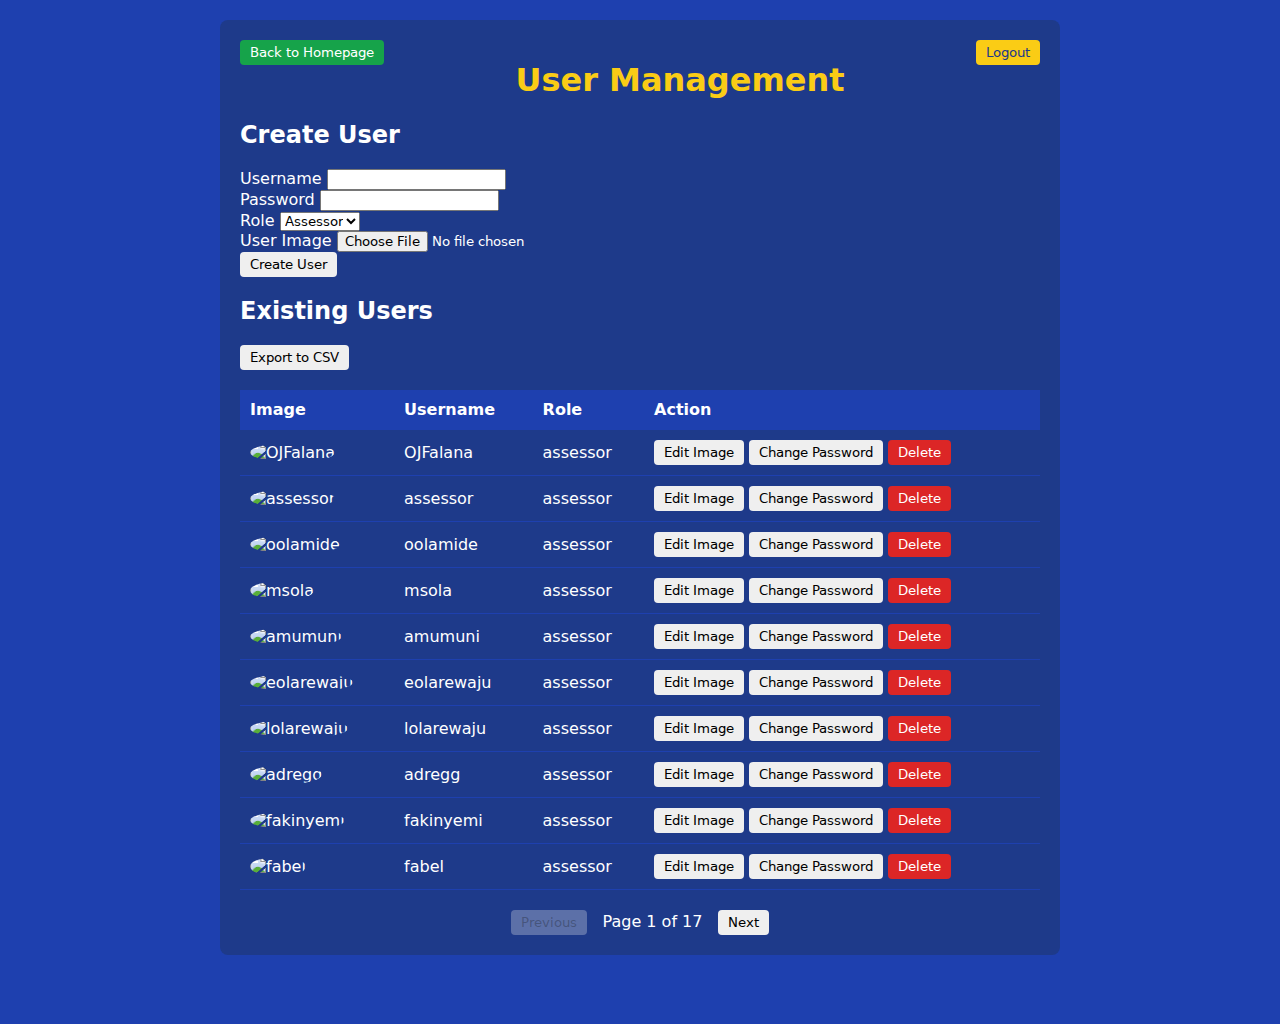 Back to Homepage
Logout
User Management
Create User
Username
Password
Role Assessor
User Image Choose File No file chosen
Create User
Existing Users
Export to CSV
Image Username Role Action
OJFalana OJFalana assessor Edit Image Change Password Delete
assessor assessor assessor Edit Image Change Password Delete
oolamide oolamide assessor Edit Image Change Password Delete
msola msola assessor Edit Image Change Password Delete
amumuni amumuni assessor Edit Image Change Password Delete
eolarewaju eolarewaju assessor Edit Image Change Password Delete
lolarewaju lolarewaju assessor Edit Image Change Password Delete
adregg adregg assessor Edit Image Change Password Delete
fakinyemi fakinyemi assessor Edit Image Change Password Delete
fabel fabel assessor Edit Image Change Password Delete
Previous Page 1 of 17 Next